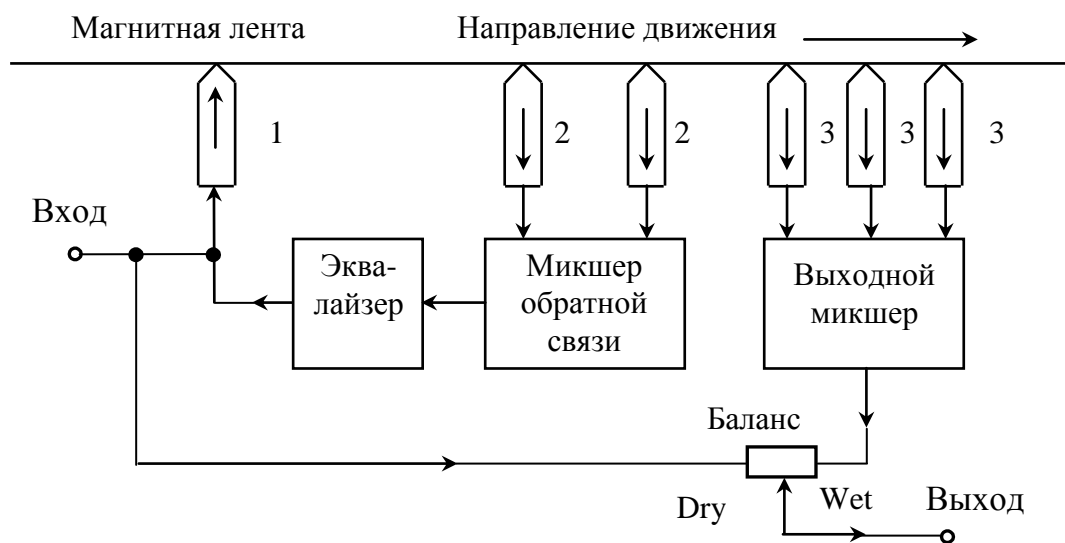 Магнитная лента
Направление движения
1
2
2
3
3
3
Вход
Эква-
лайзер
Микшер
обратной
связи
Выходной
микшер
Баланс
Dry
Wet
Выход